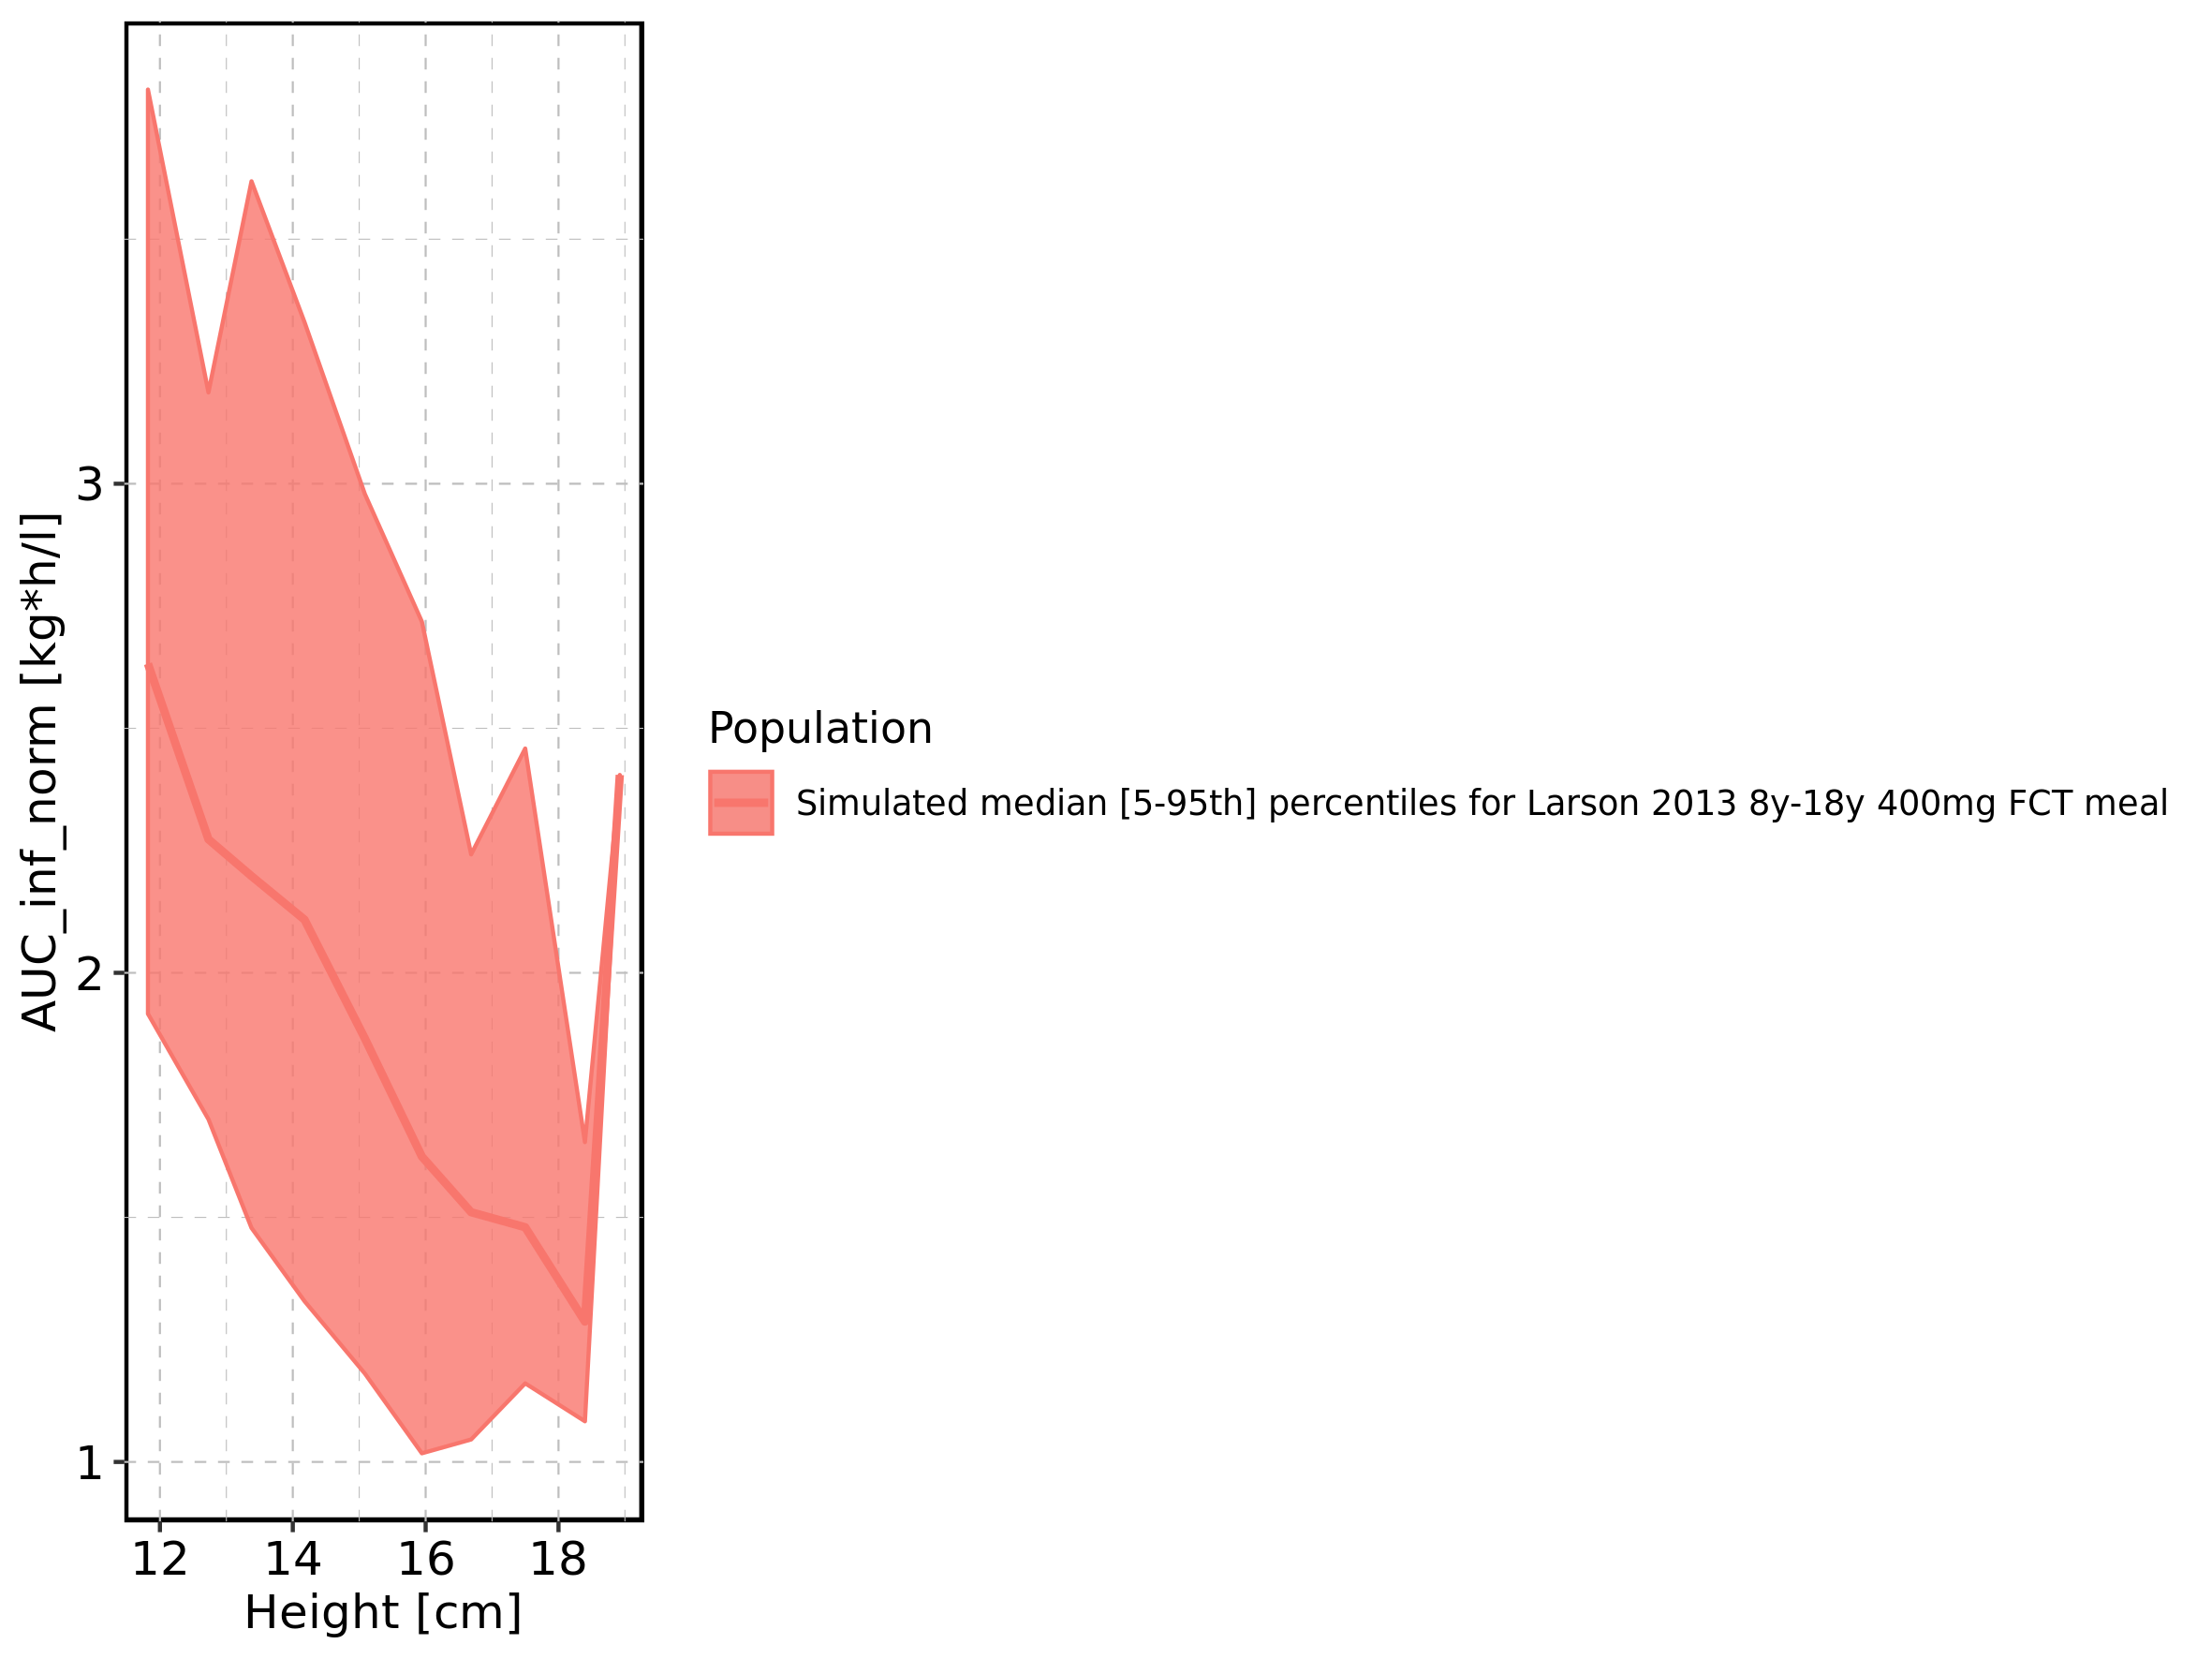 AUC_inf_norm [kg*h/l]
3
2
1
12 14 16 18
Height [cm]
Population
Simulated median [5-95th] percentiles for Larson 2013 8y-18y 400mg FCT meal